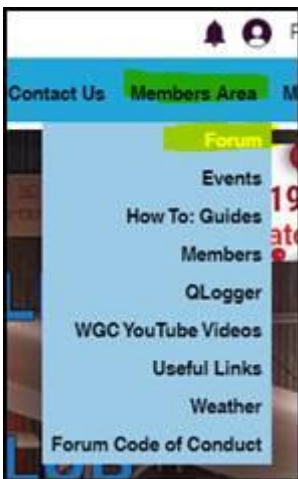 Contact Us Members Area M
Forum
Events
19
How To: Guides
Members
QLogger
WGC YouTube Videos
Useful Links
Weather
Forum Code of Conduct